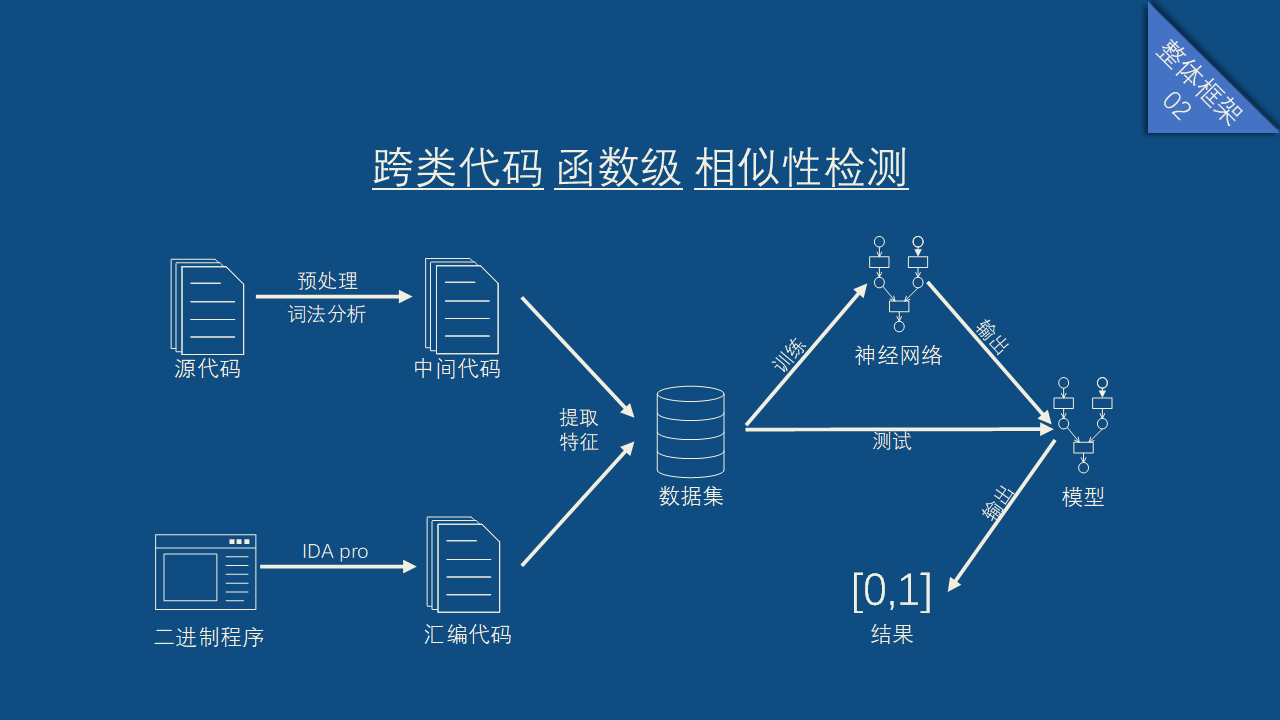 整体框架
02
跨类代码 函数级 相似性检测
预处理
词法分析
源代码
中间代码
提取
特征
IDA pro
二进制程序
汇编代码
数据集
训练
神经网络
输出
测试
模型
输出
[0,1]
结果